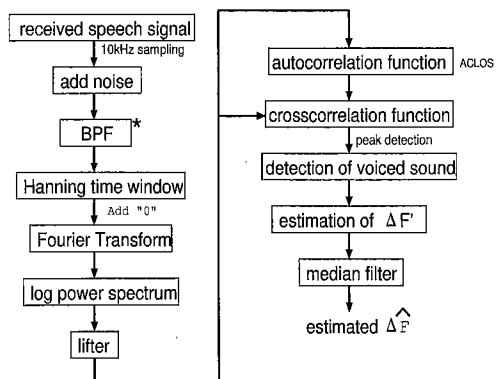 received speech signal
10kHz sampling
add noise
BPF *
Hanning time window
Add "0"
Fourier Transform
log power spectrum
lifter
autocorrelation function ACLOS
crosscorrelation function
peak detection
detection of voiced sound
estimation of ΔF'
median filter
estimated ΔF̂